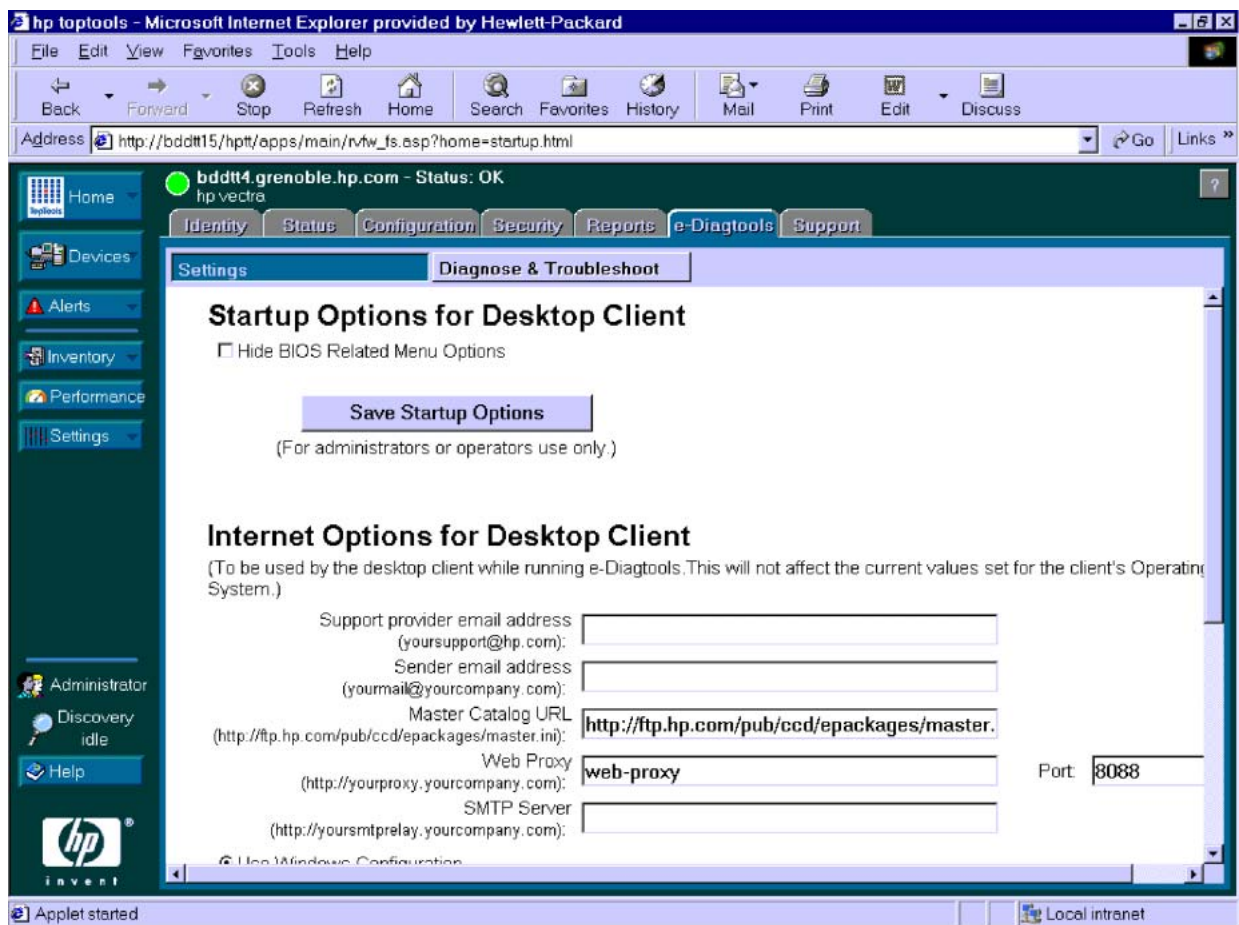 hp toptools - Microsoft Internet Explorer provided by Hewlett-Packard
File Edit View Favorites Tools Help
Back Forward Stop Refresh Home Search Favorites History Mail Print Edit Discuss
Address http://bddtt15/hptt/apps/main/rvfw_fs.asp?home=startup.html Go Links »
bddtt4.grenoble.hp.com - Status: OK
hp vectra
?
Identity Status Configuration Security Reports e-Diagtools Support
Toptools
Home
Devices
Alerts
Inventory
Performance
Settings
Administrator
Discovery
idle
Help
hp
®
invent
Settings Diagnose & Troubleshoot
Startup Options for Desktop Client
Hide BIOS Related Menu Options
Save Startup Options
(For administrators or operators use only.)
Internet Options for Desktop Client
(To be used by the desktop client while running e-Diagtools.This will not affect the current values set for the client's Operating
System.)
Support provider email address
(yoursupport@hp.com):
Sender email address
(yourmail@yourcompany.com):
Master Catalog URL
(http://ftp.hp.com/pub/ccd/epackages/master.ini): http://ftp.hp.com/pub/ccd/epackages/master.
Web Proxy
(http://yourproxy.yourcompany.com): web-proxy Port: 8088
SMTP Server
(http://yoursmtprelay.yourcompany.com):
Use Windows Configuration
Applet started Local intranet